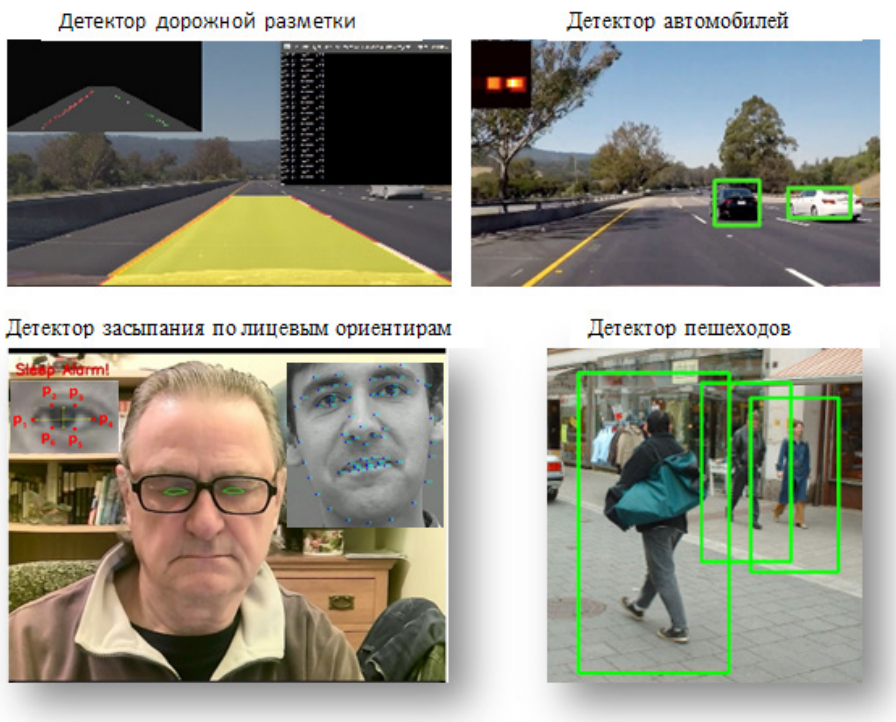 Детектор дорожной разметки
Детектор автомобилей
Детектор засыпания по лицевым ориентирам
Sleep Alarm!
p2 p3
p1 p4
p6 p5
Детектор пешеходов